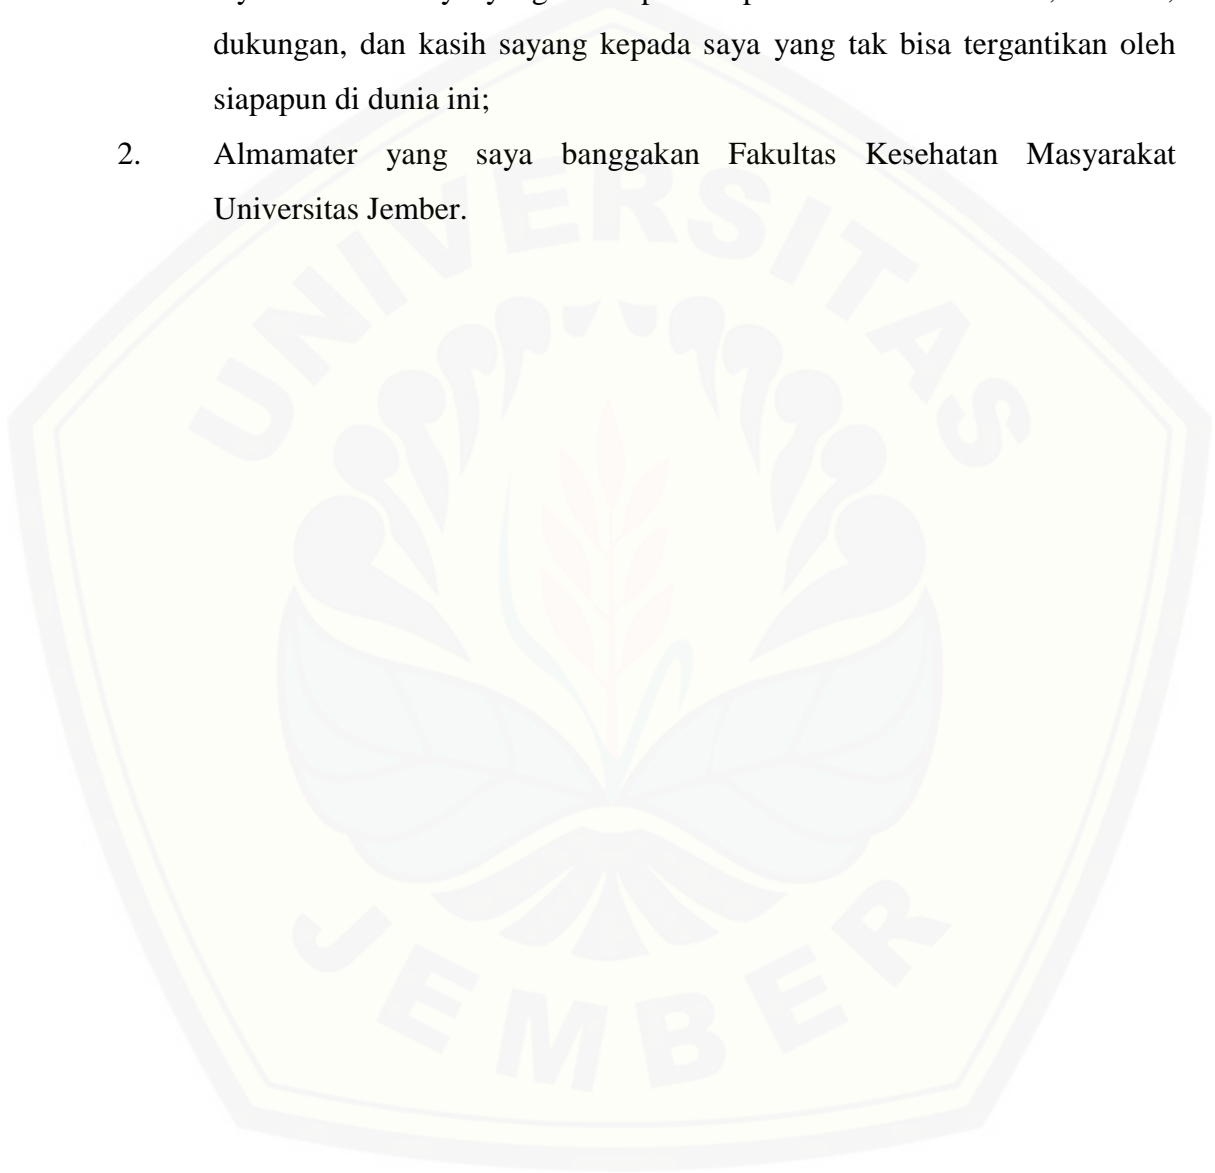 dukungan, dan kasih sayang kepada saya yang tak bisa tergantikan oleh
siapapun di dunia ini;
2. Almamater yang saya banggakan Fakultas Kesehatan Masyarakat
Universitas Jember.
UNIVERSITAS
JEMBER